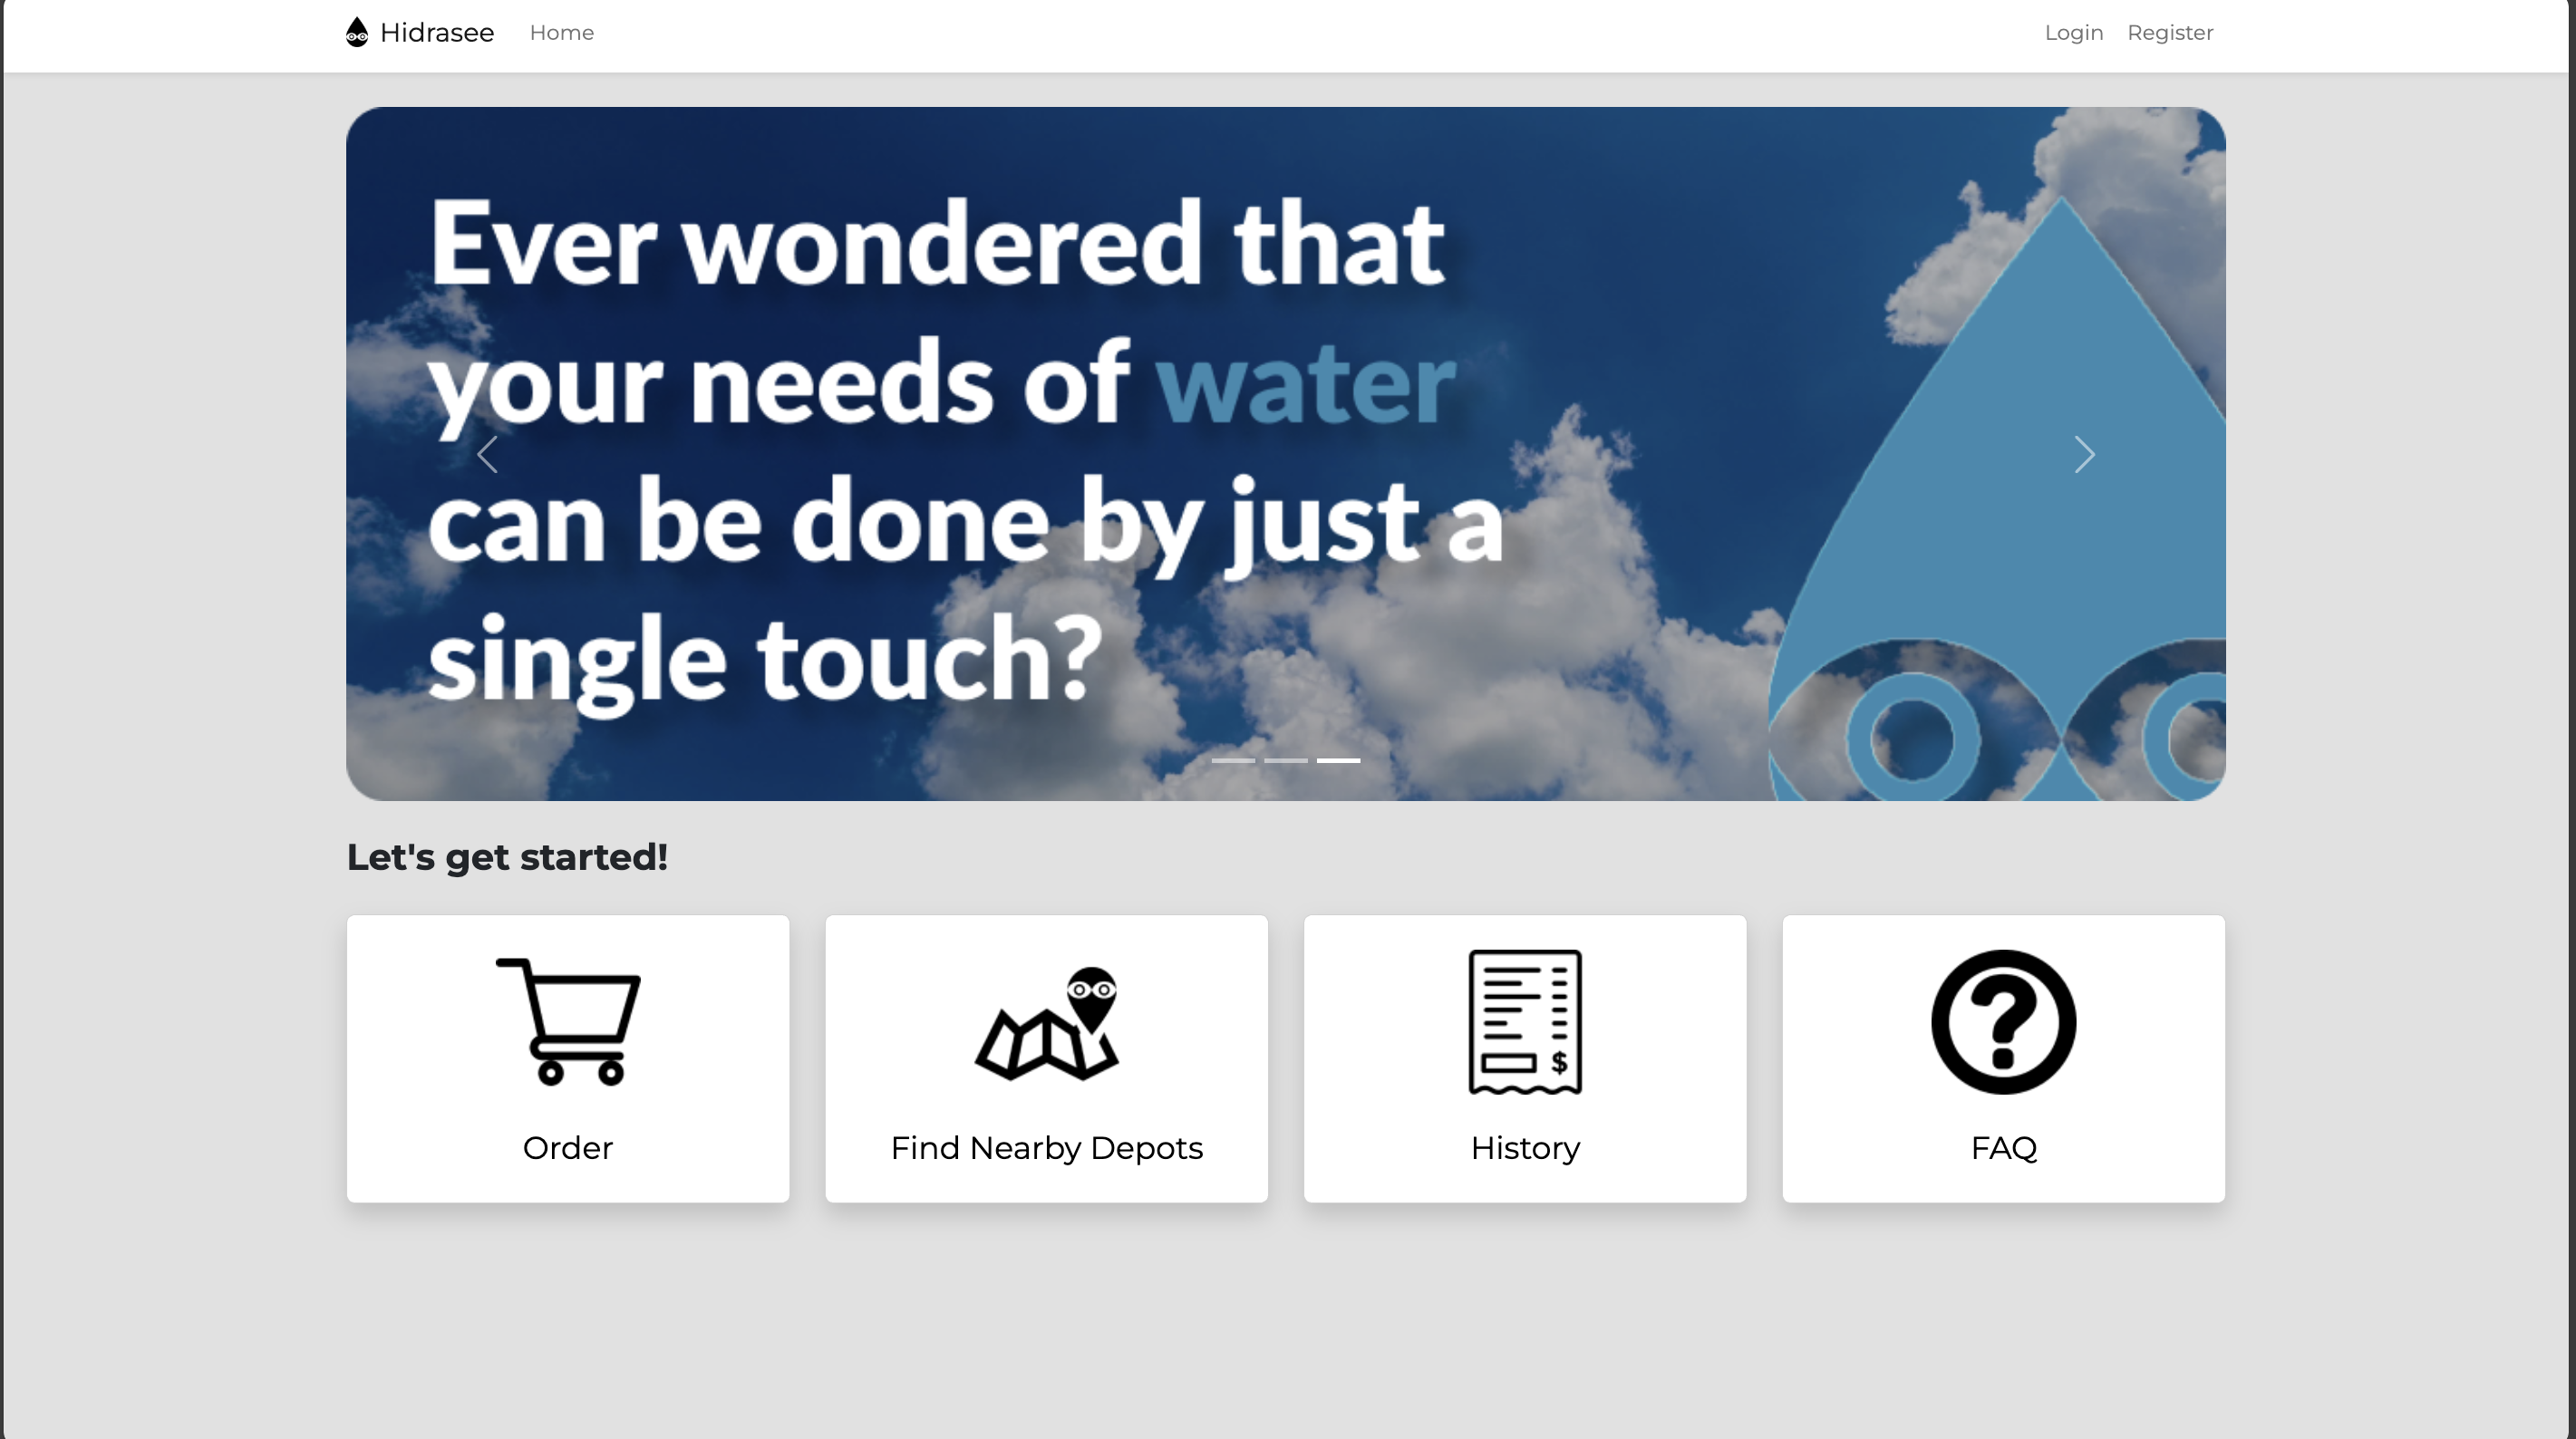 Hidrasee
Home
Login
Register
Ever wondered that
your needs of water
can be done by just a
single touch?
Let's get started!
$
?
Order
Find Nearby Depots
History
FAQ